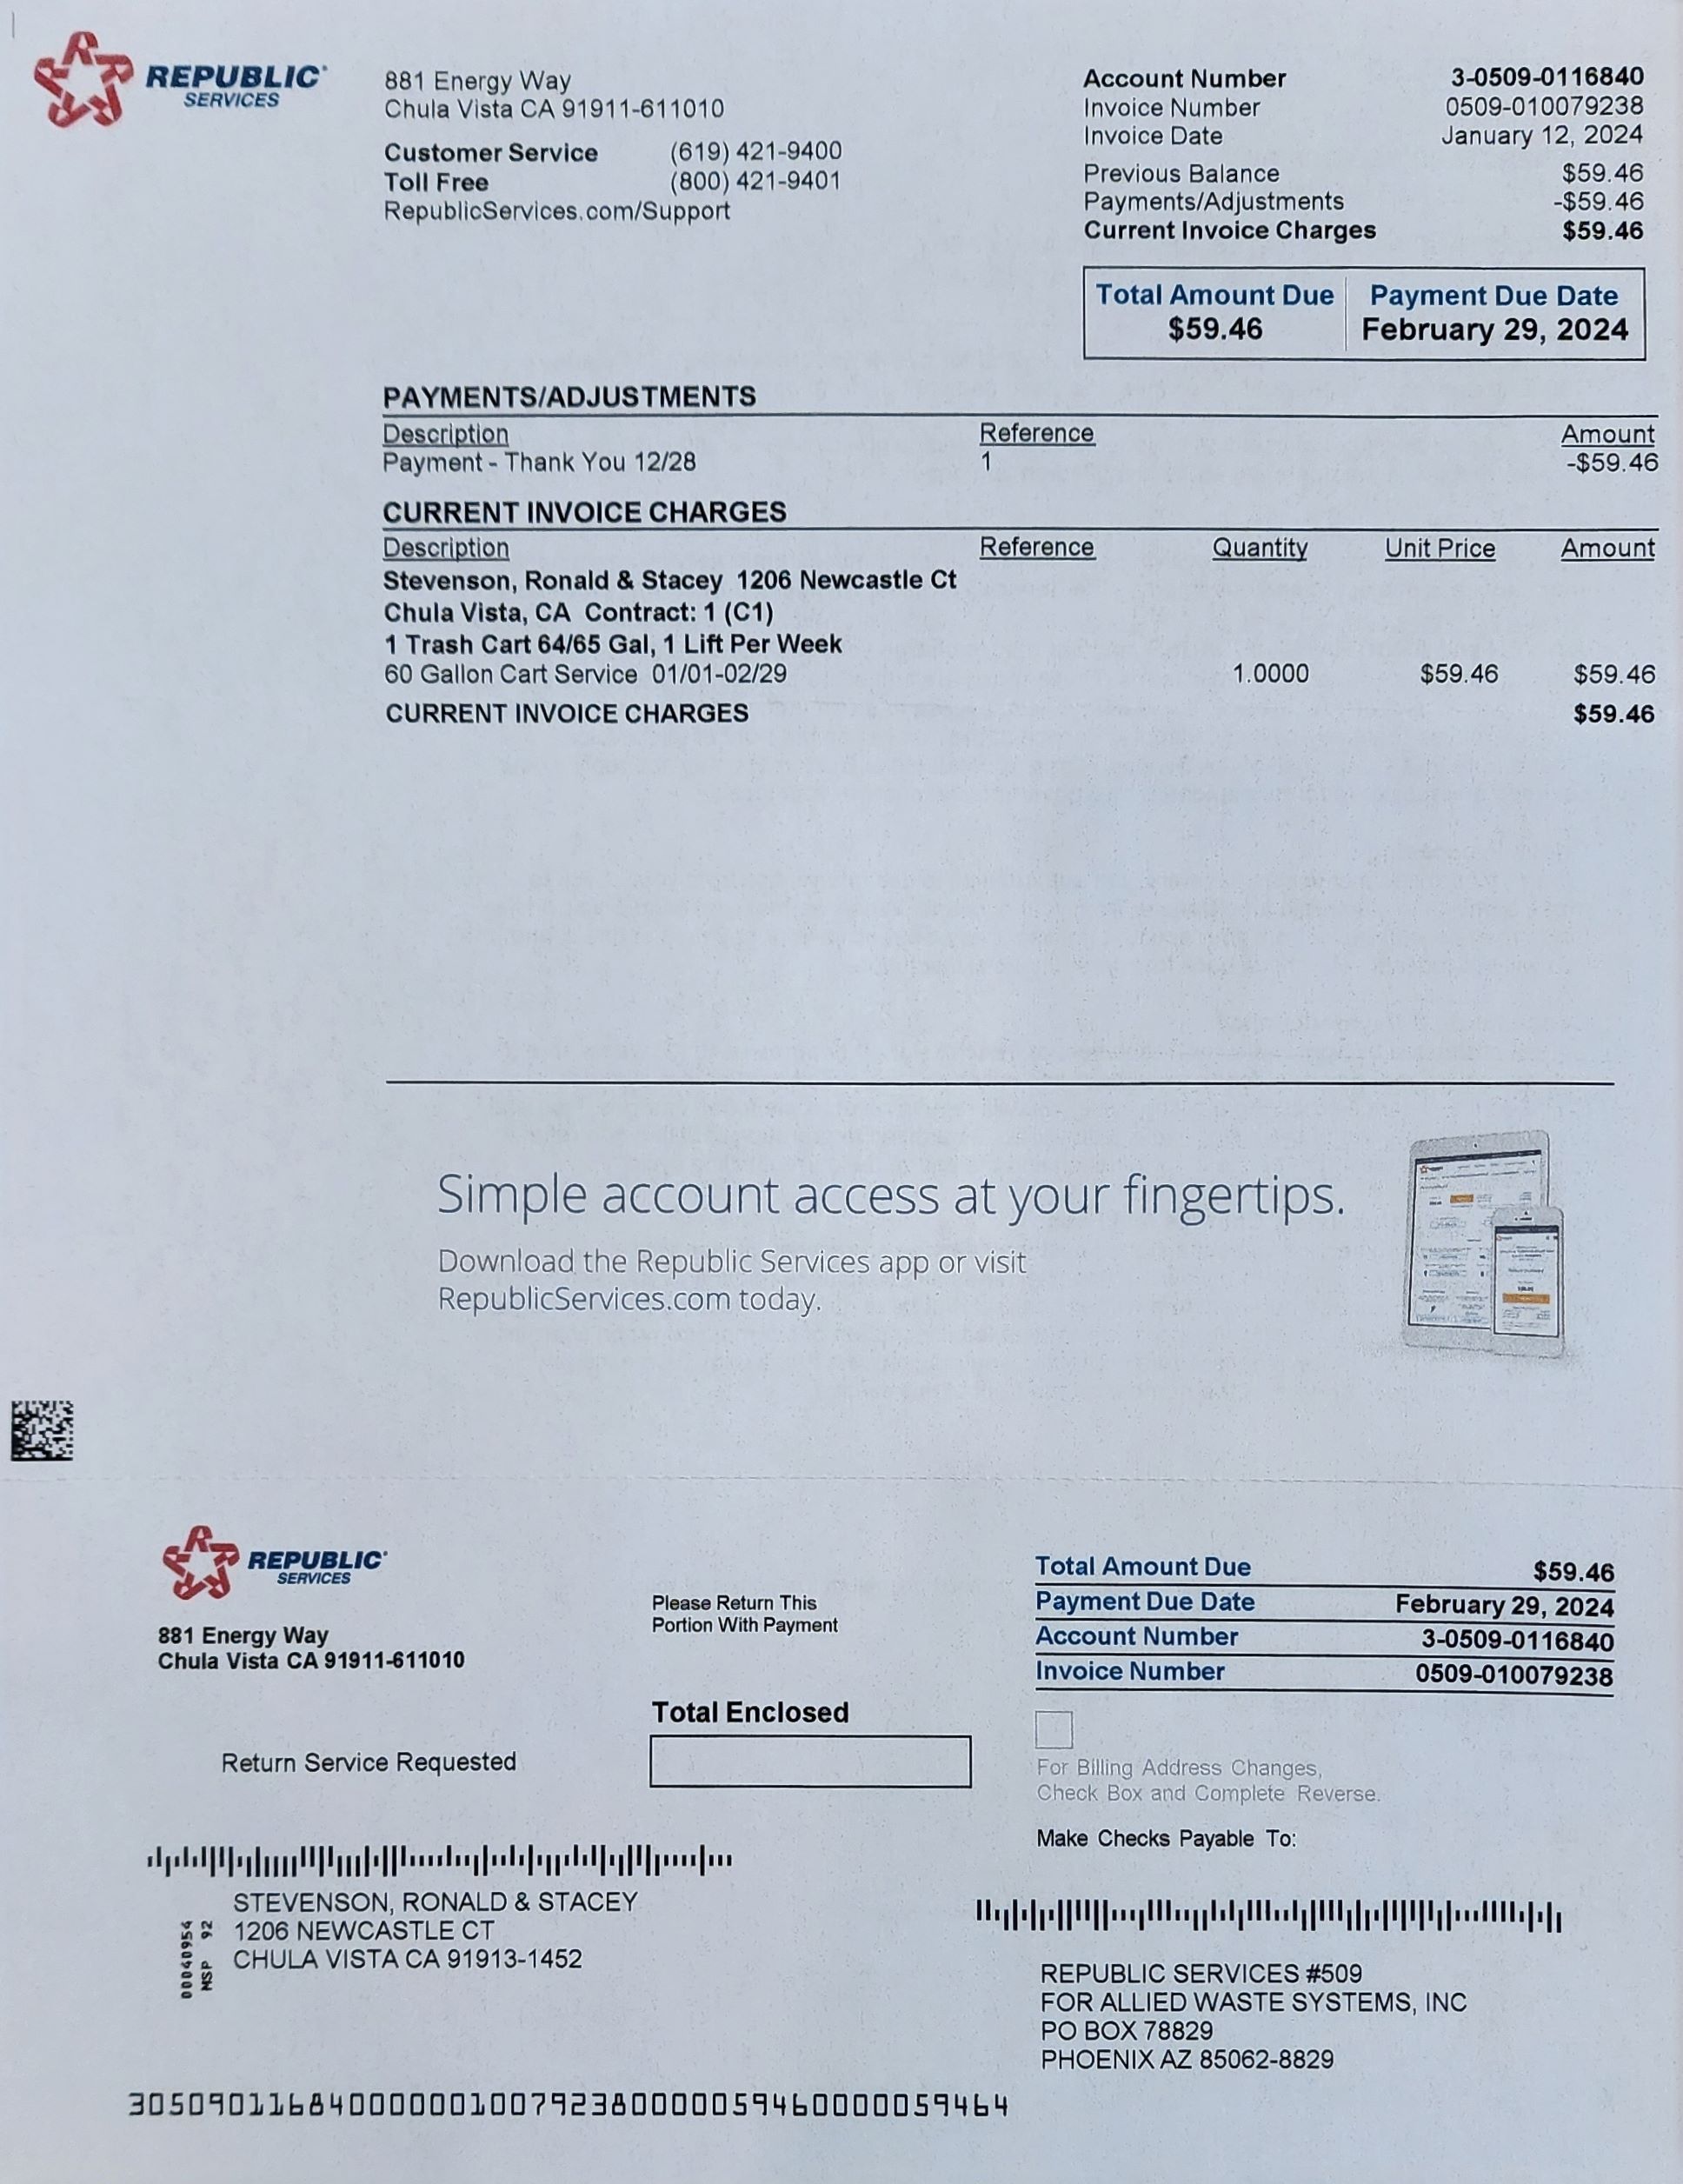 REPUBLIC
SERVICES
881 Energy Way
Chula Vista CA 91911-611010
Customer Service (619) 421-9400
Toll Free (800) 421-9401
RepublicServices.com/Support
Account Number 3-0509-0116840
Invoice Number 0509-010079238
Invoice Date January 12, 2024
Previous Balance $59.46
Payments/Adjustments -$59.46
Current Invoice Charges $59.46
Total Amount Due Payment Due Date
$59.46 February 29, 2024
PAYMENTS/ADJUSTMENTS
Description Reference Amount
Payment - Thank You 12/28 1 -$59.46
CURRENT INVOICE CHARGES
Description Reference Quantity Unit Price Amount
Stevenson, Ronald & Stacey 1206 Newcastle Ct
Chula Vista, CA Contract: 1 (C1)
1 Trash Cart 64/65 Gal, 1 Lift Per Week
60 Gallon Cart Service 01/01-02/29 1.0000 $59.46 $59.46
CURRENT INVOICE CHARGES $59.46
Simple account access at your fingertips.
Download the Republic Services app or visit
RepublicServices.com today.
REPUBLIC
SERVICES
881 Energy Way
Chula Vista CA 91911-611010
Please Return This
Portion With Payment
Total Amount Due $59.46
Payment Due Date February 29, 2024
Account Number 3-0509-0116840
Invoice Number 0509-010079238
Total Enclosed
Return Service Requested
For Billing Address Changes,
Check Box and Complete Reverse.
Make Checks Payable To:
STEVENSON, RONALD & STACEY
1206 NEWCASTLE CT
CHULA VISTA CA 91913-1452
00040954
MSP 92
REPUBLIC SERVICES #509
FOR ALLIED WASTE SYSTEMS, INC
PO BOX 78829
PHOENIX AZ 85062-8829
30509011684000000010079238000005946000005946​4